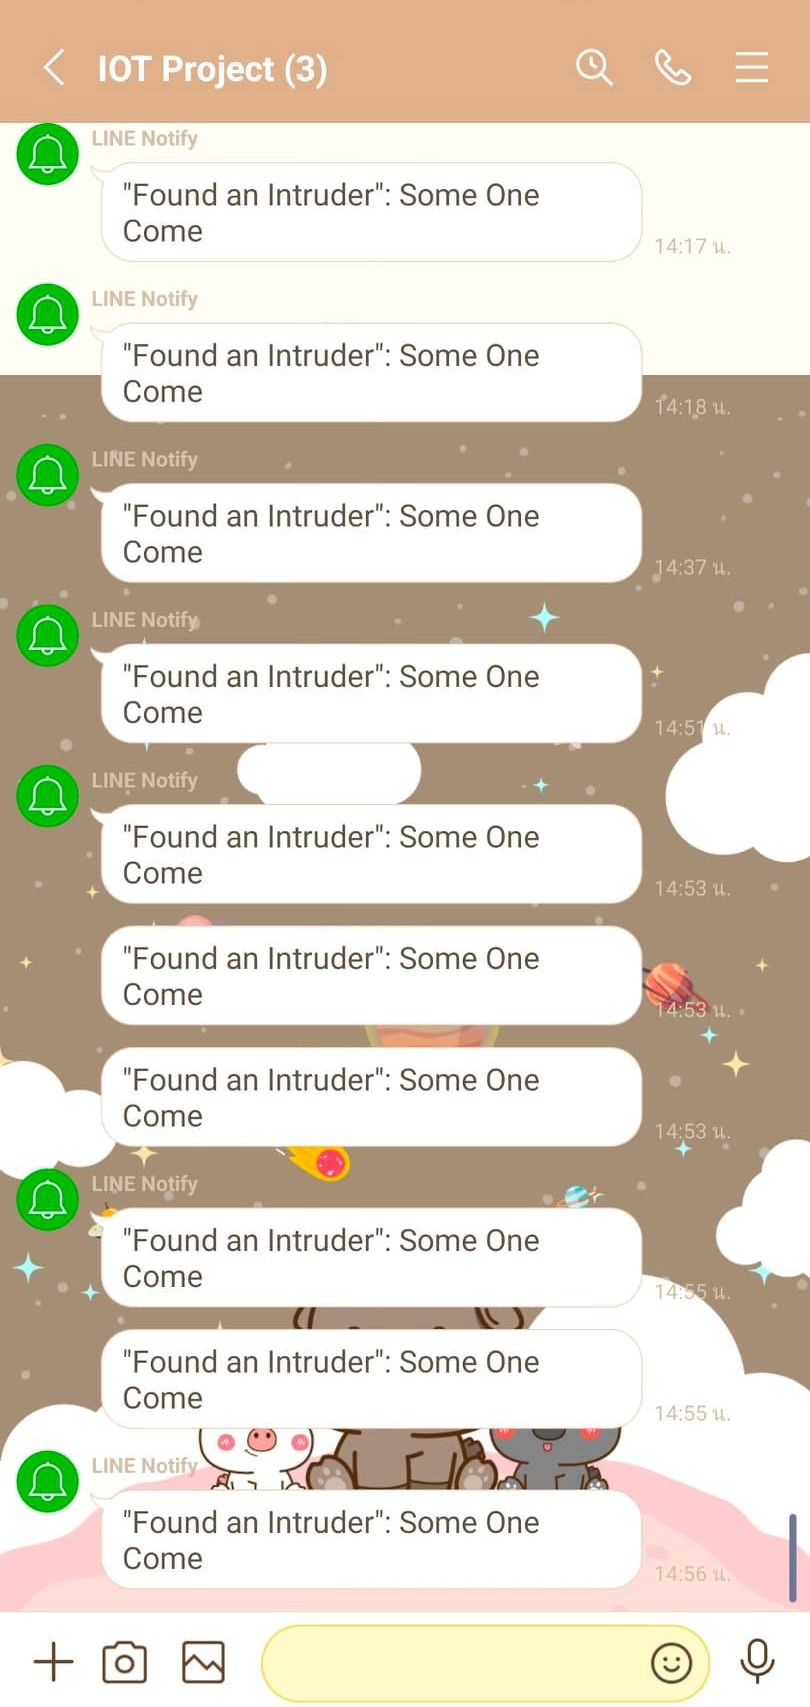 IOT Project (3)
LINE Notify
"Found an Intruder": Some One
Come
14:17 น.
LINE Notify
"Found an Intruder": Some One
Come
14:18 น.
LINE Notify
"Found an Intruder": Some One
Come
14:37 น.
LINE Notify
"Found an Intruder": Some One
Come
14:51 น.
LINE Notify
"Found an Intruder": Some One
Come
14:53 น.
"Found an Intruder": Some One
Come
14:53 น.
"Found an Intruder": Some One
Come
14:53 น.
LINE Notify
"Found an Intruder": Some One
Come
14:55 น.
"Found an Intruder": Some One
Come
14:55 น.
LINE Notify
"Found an Intruder": Some One
Come
14:56 น.